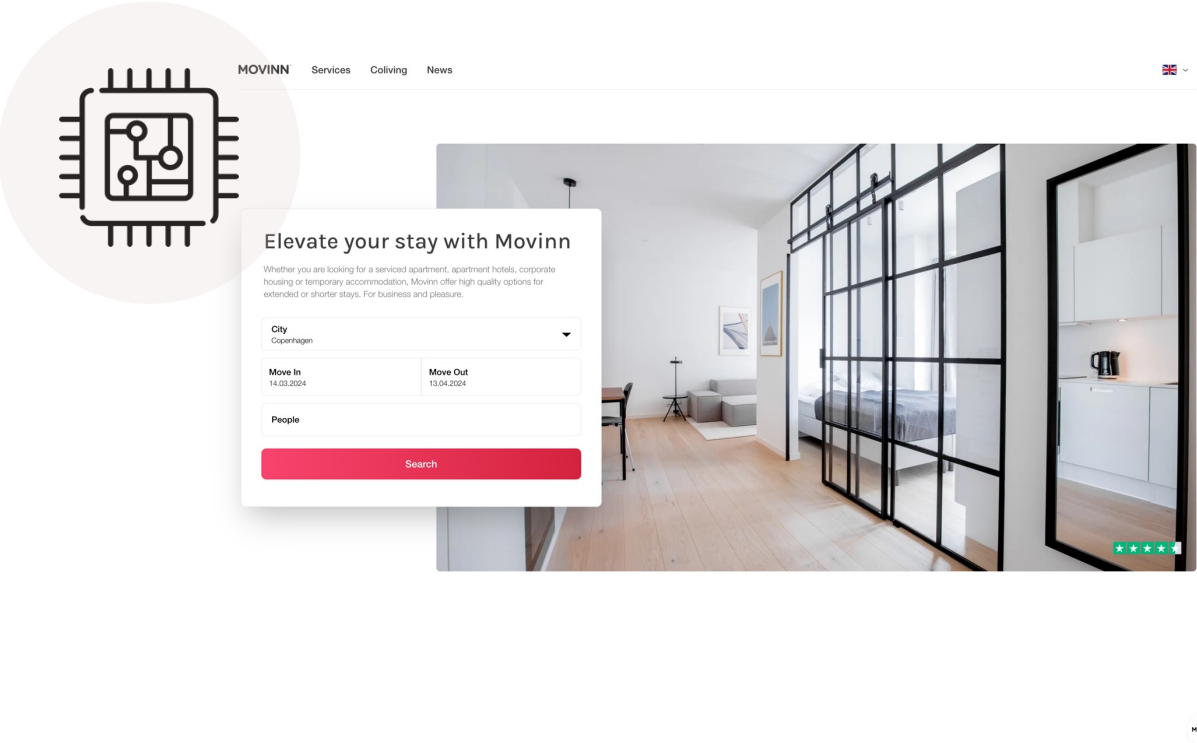 MOVINN
Services
Coliving
News
Elevate your stay with Movinn
Whether you are looking for a serviced apartment, apartment hotels, corporate
housing or temporary accommodation, Movinn offer high quality options for
extended or shorter stays. For business and pleasure.
City
Copenhagen
Move In
14.03.2024
Move Out
13.04.2024
People
Search
M